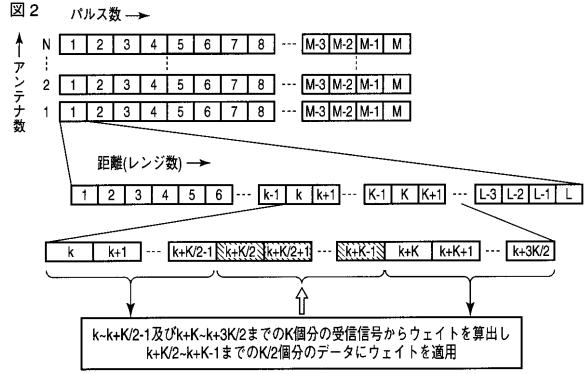 図2
パルス数
N 1 2 3 4 5 6 7 8 --- M-3 M-2 M-1 M
アンテナ数
2 1 2 3 4 5 6 7 8 --- M-3 M-2 M-1 M
1 1 2 3 4 5 6 7 8 --- M-3 M-2 M-1 M
距離(レンジ数)
1 2 3 4 5 6 --- k-1 k k+1 --- K-1 K K+1 --- L-3 L-2 L-1 L
k k+1 --- k+K/2-1 k+K/2 k+K/2+1 --- k+K-1 k+K k+K+1 --- k+3K/2
k~k+K/2-1及びk+K~k+3K/2までのK個分の受信信号からウェイトを算出し
k+K/2~k+K-1までのK/2個分のデータにウェイトを適用